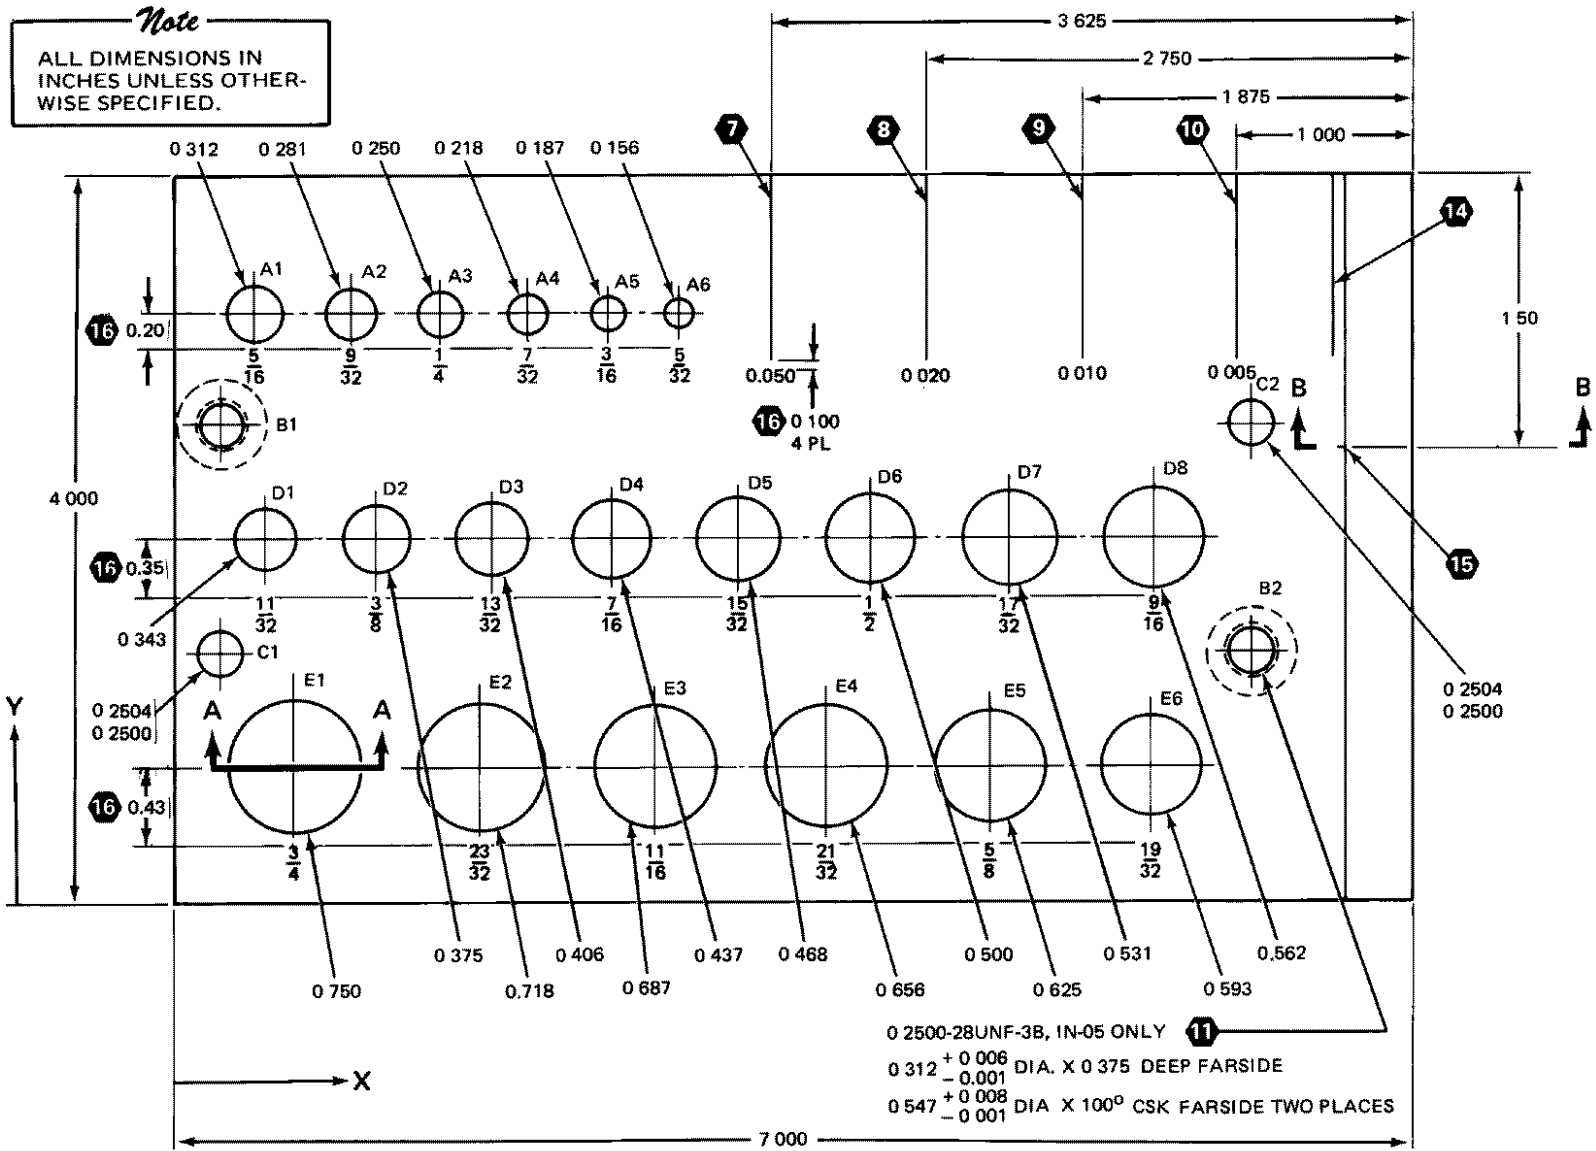 Note
ALL DIMENSIONS IN
INCHES UNLESS OTHER-
WISE SPECIFIED.
3 625
2 750
1 875
1 000
7
8
9
10
0 312
0 281
0 250
0 218
0 187
0 156
14
A1
A2
A3
A4
A5
A6
16 0.20
1 50
5/16
9/32
1/4
7/32
3/16
5/32
0.050
0 020
0 010
0 005
C2
B
B
16 0 100
4 PL
B1
4 000
D1
D2
D3
D4
D5
D6
D7
D8
16 0.35
15
11/32
3/8
13/32
7/16
15/32
1/2
17/32
9/16
B2
0 343
C1
E1
E2
E3
E4
E5
E6
Y
0 2504
0 2500
A
A
0 2504
0 2500
16 0.43
3/4
23/32
11/16
21/32
5/8
19/32
0 375
0 406
0 437
0 468
0 500
0 531
0,562
0 750
0.718
0 687
0 656
0 625
0 593
0 2500-28UNF-3B, IN-05 ONLY 11
0 312 + 0 006 - 0.001 DIA. X 0 375 DEEP FARSIDE
0 547 + 0 008 - 0 001 DIA X 100° CSK FARSIDE TWO PLACES
X
7 000